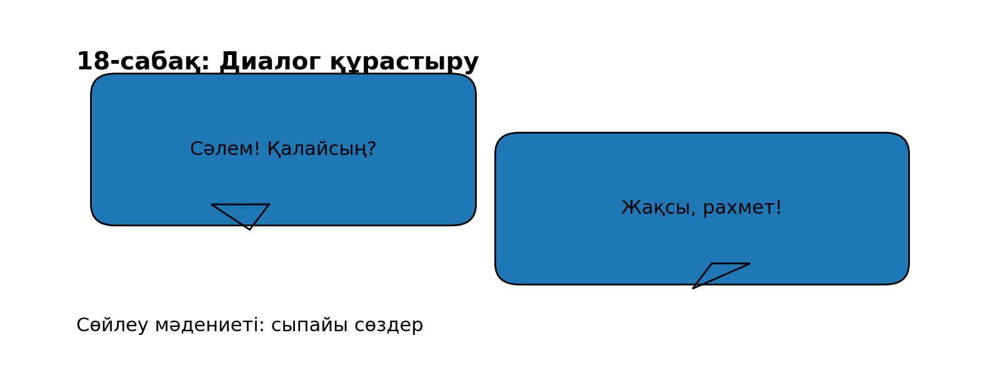 18-сабақ: Диалог құрастыру
Сәлем! Қалайсың?
Жақсы, рахмет!
Сөйлеу мәдениеті: сыпайы сөздер